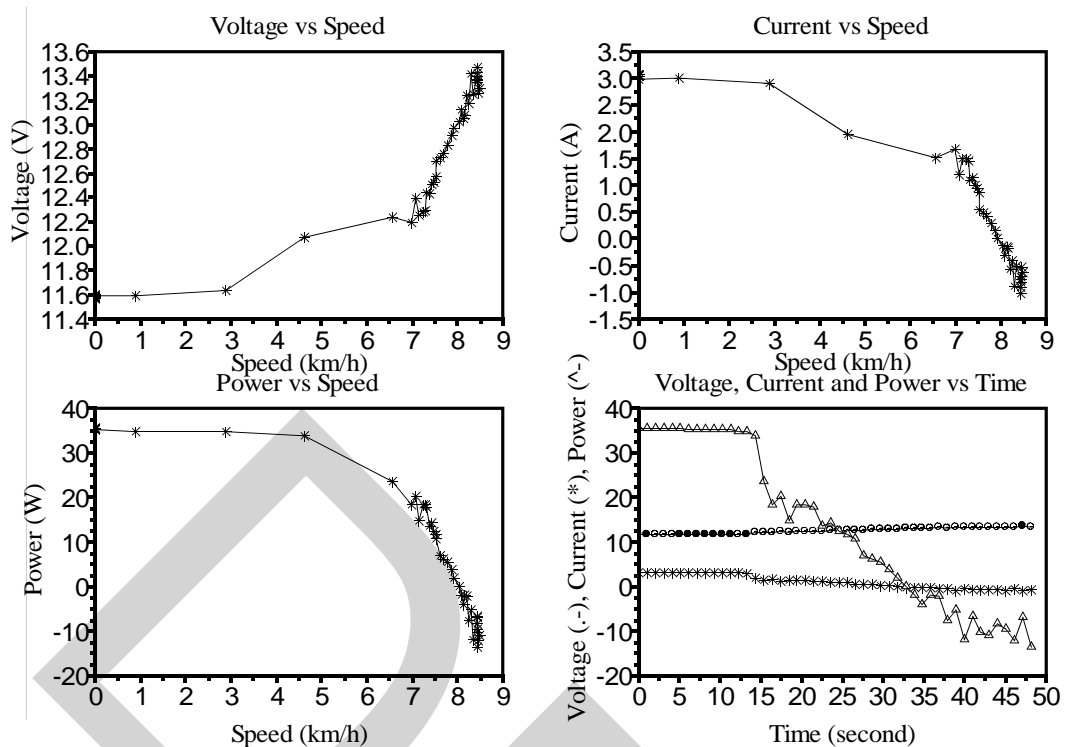 Voltage vs Speed
Voltage (V)
13.6
13.4
13.2
13.0
12.8
12.6
12.4
12.2
12.0
11.8
11.6
11.4
0 1 2 3 4 5 6 7 8 9
Speed (km/h)
Current vs Speed
Current (A)
3.5
3.0
2.5
2.0
1.5
1.0
0.5
0.0
-0.5
-1.0
-1.5
0 1 2 3 4 5 6 7 8 9
Speed (km/h)
Power vs Speed
Power (W)
40
30
20
10
0
-10
-20
0 1 2 3 4 5 6 7 8 9
Speed (km/h)
Voltage, Current and Power vs Time
Voltage (.-), Current (*), Power (^-)
40
30
20
10
0
-10
-20
0 5 10 15 20 25 30 35 40 45 50
Time (second)